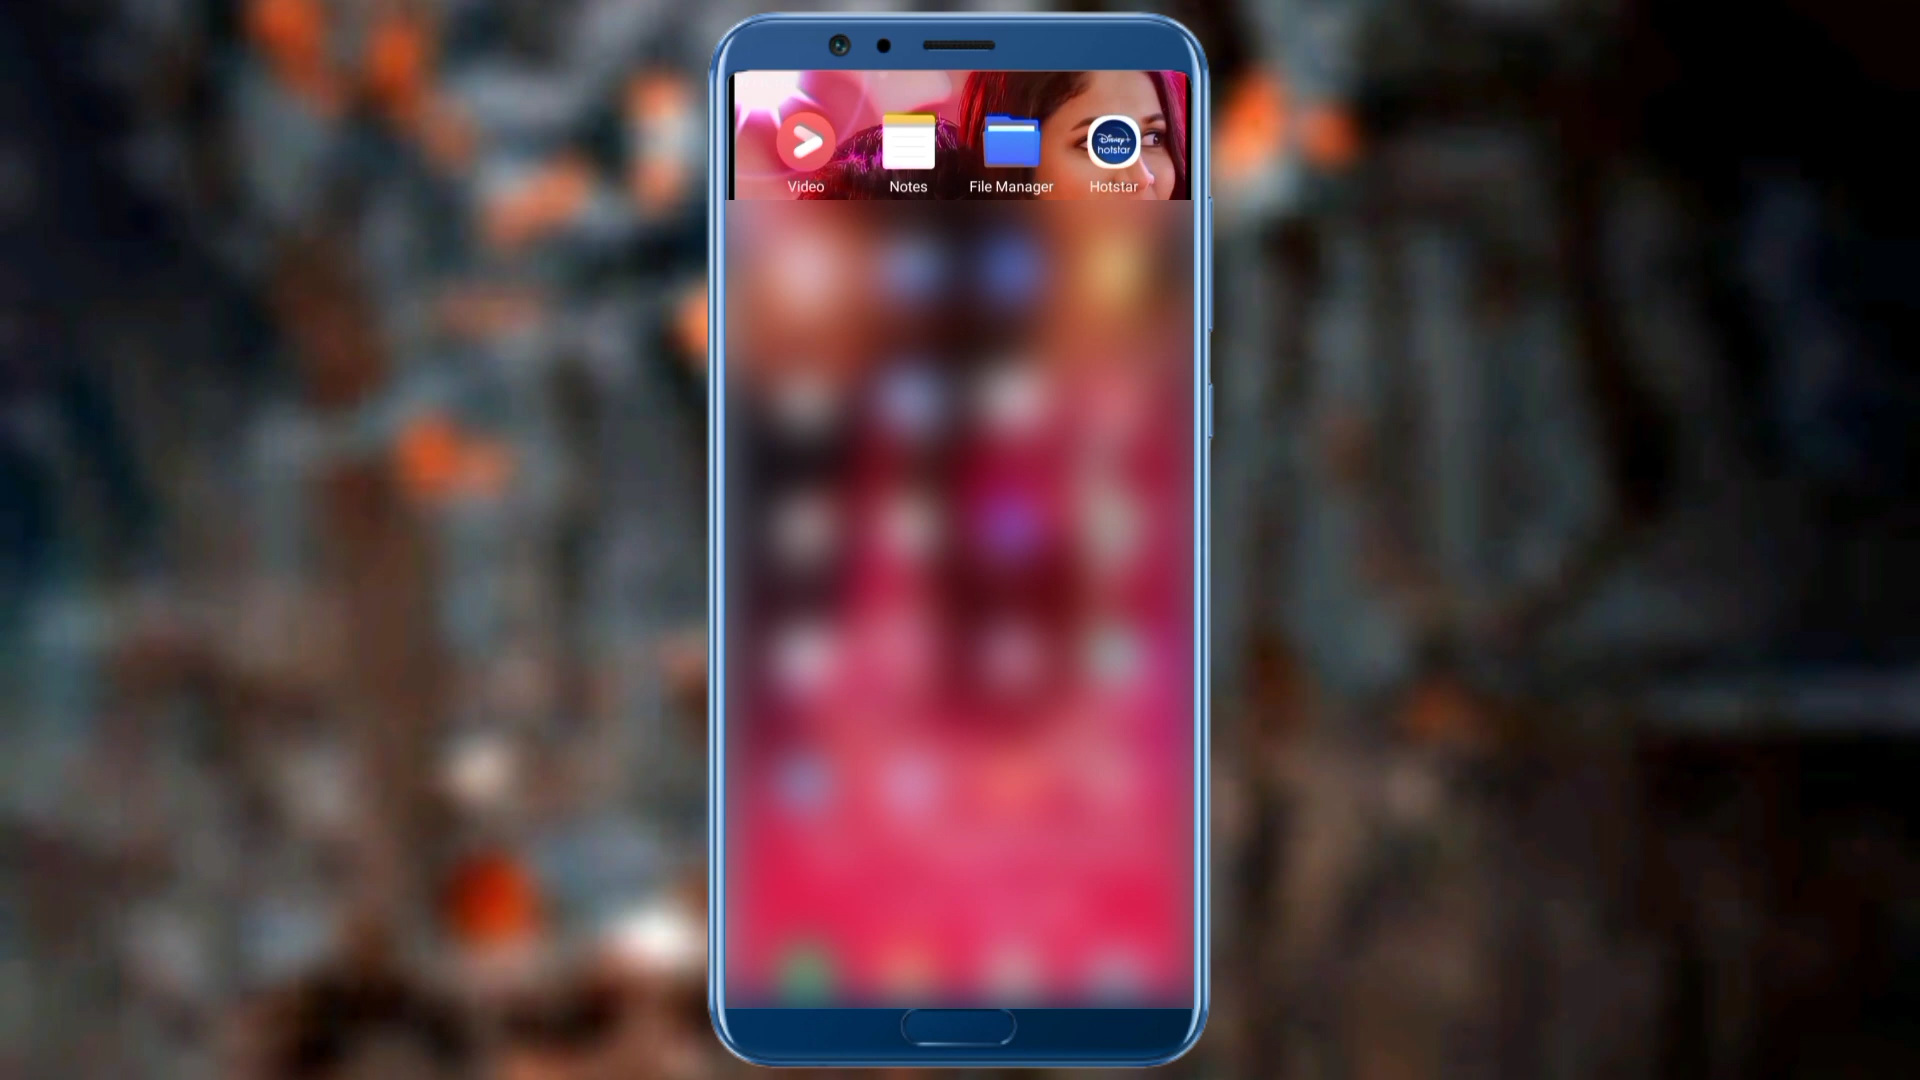 Disney+
hotstar
Video
Notes
File Manager
Hotstar